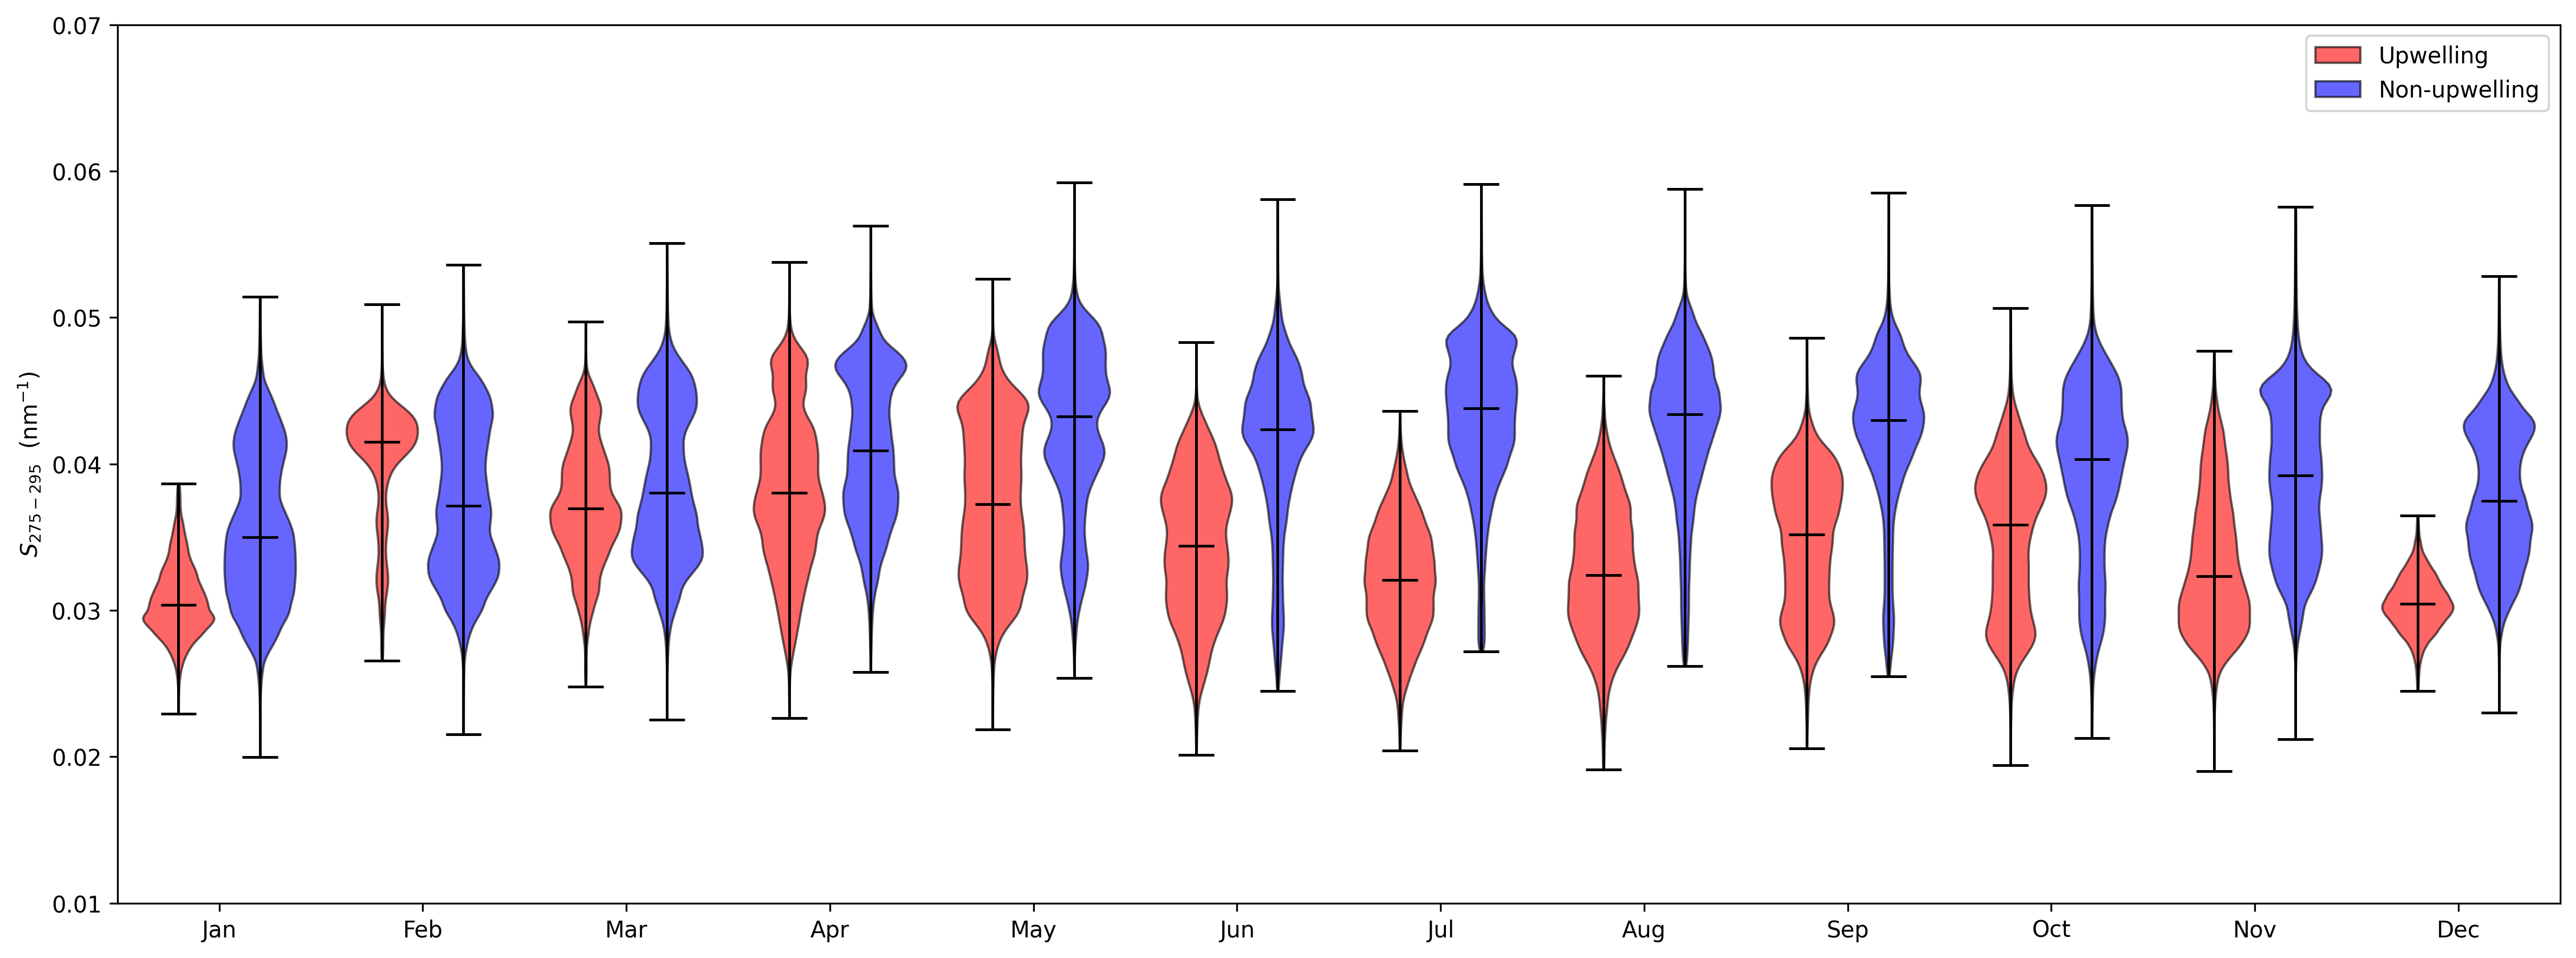 0.07
0.06
0.05
0.04
0.03
0.02
0.01
S275−295 (nm−1)
Upwelling
Non-upwelling
Jan Feb Mar Apr May Jun Jul Aug Sep Oct Nov Dec